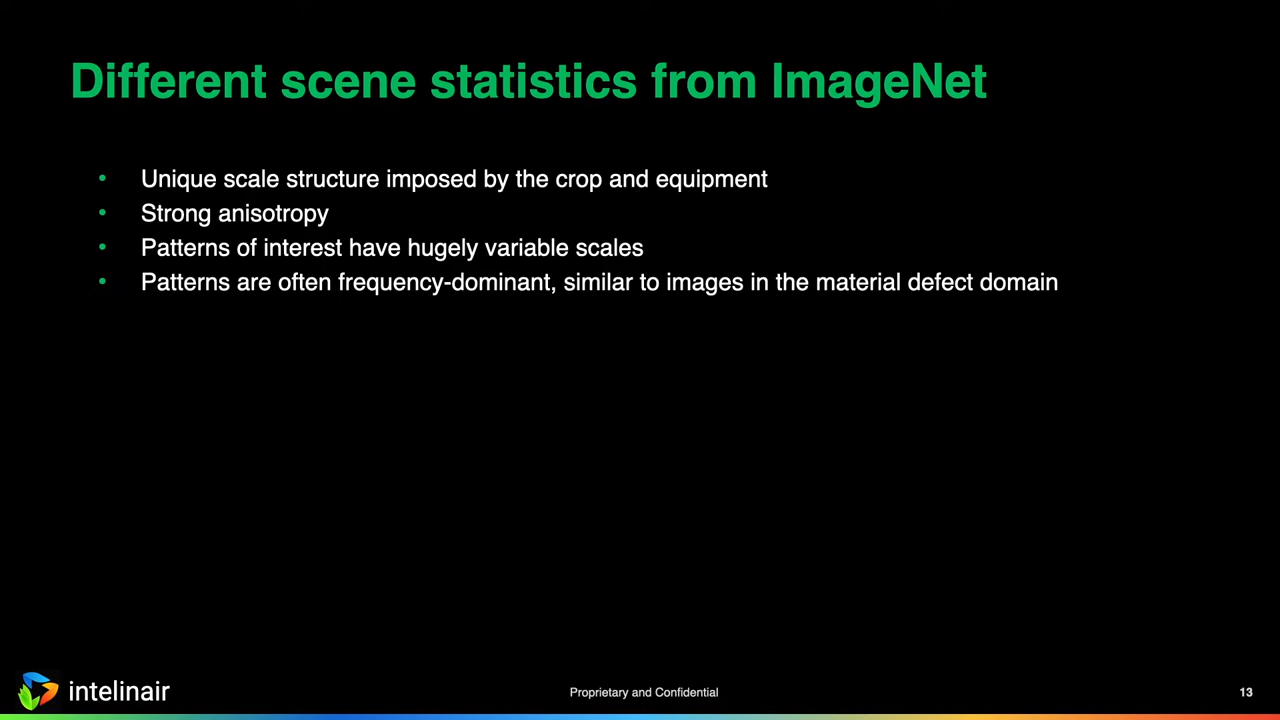 Different scene statistics from ImageNet
• Unique scale structure imposed by the crop and equipment
• Strong anisotropy
• Patterns of interest have hugely variable scales
• Patterns are often frequency-dominant, similar to images in the material defect domain
intelinair
Proprietary and Confidential
13